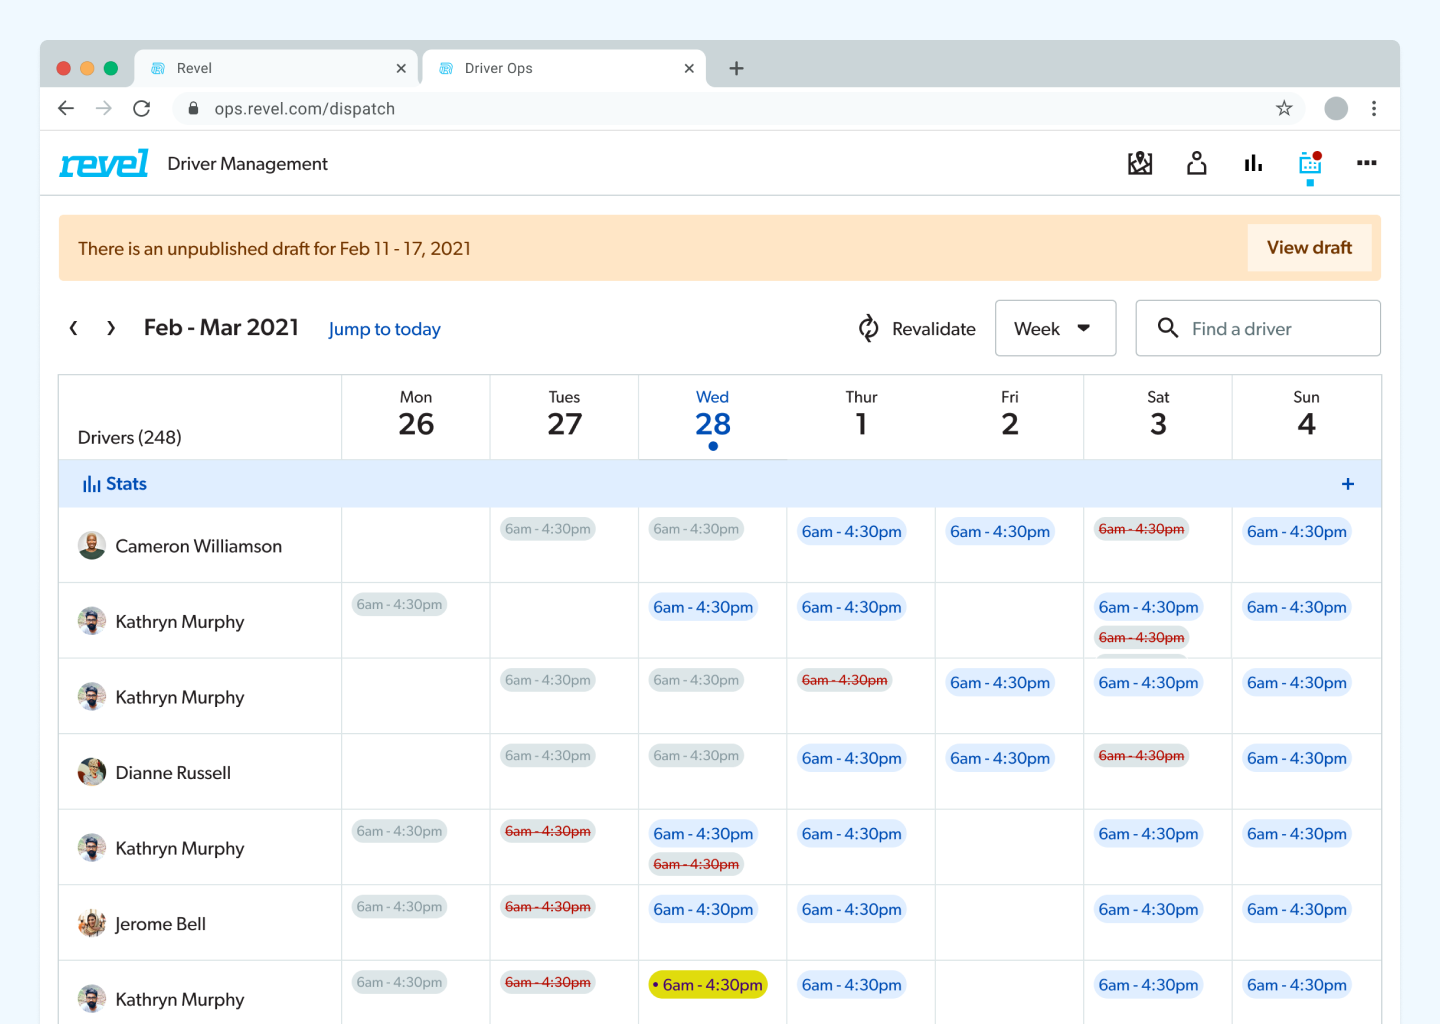 Revel
Driver Ops
ops.revel.com/dispatch
revel Driver Management
There is an unpublished draft for Feb 11 - 17, 2021 View draft
Feb - Mar 2021 Jump to today Revalidate Week Find a driver
Drivers (248) Mon 26 Tues 27 Wed 28 Thur 1 Fri 2 Sat 3 Sun 4
Stats +
Cameron Williamson 6am - 4:30pm 6am - 4:30pm 6am - 4:30pm 6am - 4:30pm 6am - 4:30pm 6am - 4:30pm
Kathryn Murphy 6am - 4:30pm 6am - 4:30pm 6am - 4:30pm 6am - 4:30pm 6am - 4:30pm
6am - 4:30pm
Kathryn Murphy 6am - 4:30pm 6am - 4:30pm 6am - 4:30pm 6am - 4:30pm 6am - 4:30pm 6am - 4:30pm
Dianne Russell 6am - 4:30pm 6am - 4:30pm 6am - 4:30pm 6am - 4:30pm 6am - 4:30pm 6am - 4:30pm
Kathryn Murphy 6am - 4:30pm 6am - 4:30pm 6am - 4:30pm 6am - 4:30pm 6am - 4:30pm 6am - 4:30pm
6am - 4:30pm
Jerome Bell 6am - 4:30pm 6am - 4:30pm 6am - 4:30pm 6am - 4:30pm 6am - 4:30pm 6am - 4:30pm
Kathryn Murphy 6am - 4:30pm 6am - 4:30pm • 6am - 4:30pm 6am - 4:30pm 6am - 4:30pm 6am - 4:30pm